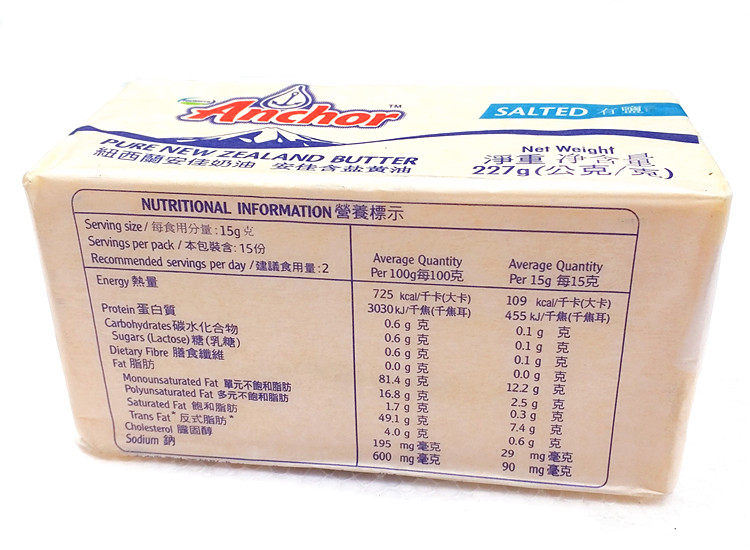 Anchor™
SALTED 有鹽
PURE NEW ZEALAND BUTTER
紐西蘭安佳奶油 安佳含盐黃油
Net Weight
淨重 净含量
227g(公克/克)
NUTRITIONAL INFORMATION 營養標示
Serving size / 每食用分量:15g 克
Servings per pack / 本包裝含:15份
Recommended servings per day / 建議食用量:2
Average Quantity Per 100g每100克
Average Quantity Per 15g 每15克
Energy 熱量 725 kcal/千卡(大卡) 109 kcal/千卡(大卡)
3030 kJ/千焦(千焦耳) 455 kJ/千焦(千焦耳)
Protein 蛋白質 0.6 g 克 0.1 g 克
Carbohydrates 碳水化合物 0.6 g 克 0.1 g 克
Sugars (Lactose) 糖(乳糖) 0.6 g 克 0.1 g 克
Dietary Fibre 膳食纖維 0.0 g 克 0.0 g 克
Fat 脂肪 81.4 g 克 12.2 g 克
Monounsaturated Fat 單元不飽和脂肪 16.8 g 克 2.5 g 克
Polyunsaturated Fat 多元不飽和脂肪 1.7 g 克 0.3 g 克
Saturated Fat 飽和脂肪 49.1 g 克 7.4 g 克
Trans Fat* 反式脂肪* 4.0 g 克 0.6 g 克
Cholesterol 膽固醇 195 mg 毫克 29 mg 毫克
Sodium 鈉 600 mg 毫克 90 mg 毫克